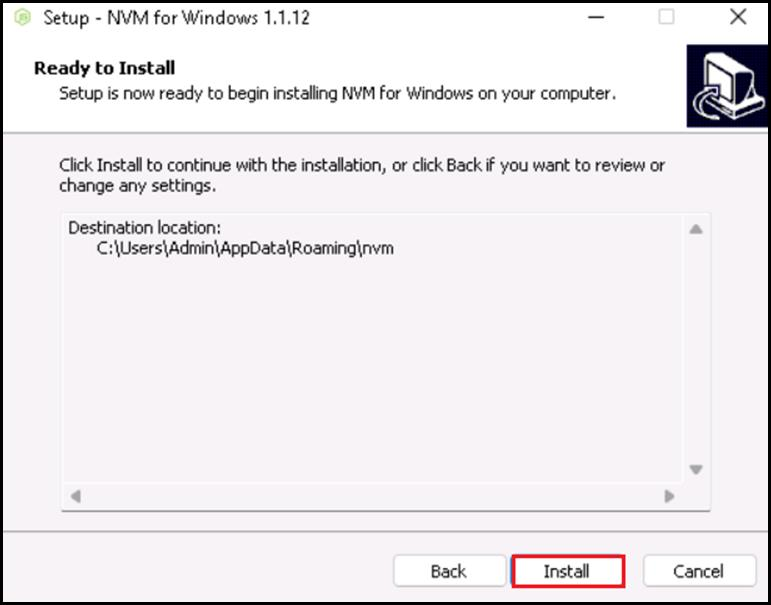 Setup - NVM for Windows 1.1.12
Ready to Install
Setup is now ready to begin installing NVM for Windows on your computer.
Click Install to continue with the installation, or click Back if you want to review or
change any settings.
Destination location:
C:\Users\Admin\AppData\Roaming\nvm
Back Install Cancel